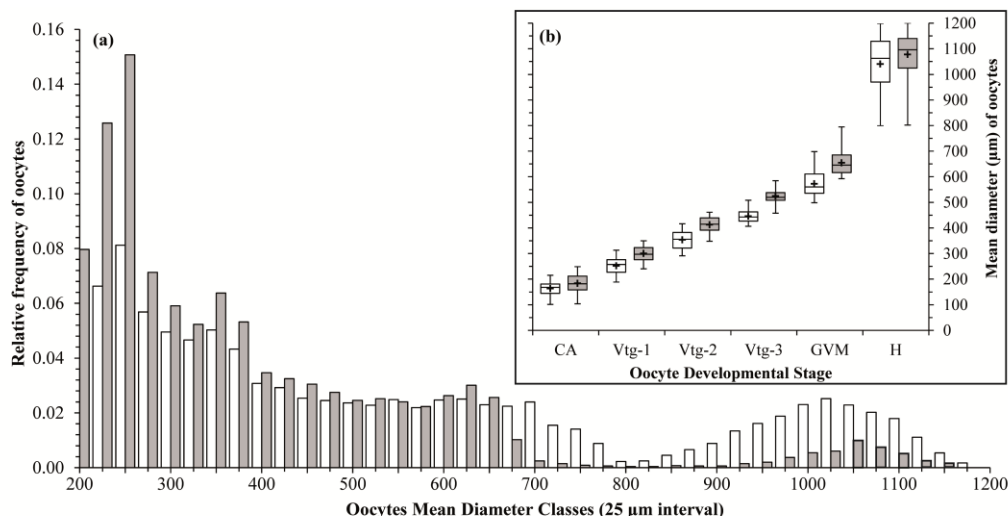 (a)
Relative frequency of oocytes
0.16
0.14
0.12
0.10
0.08
0.06
0.04
0.02
0.00
200 300 400 500 600 700 800 900 1000 1100 1200
Oocytes Mean Diameter Classes (25 µm interval)
(b)
1200
1100
1000
900
800
700
600
500
400
300
200
100
0
Mean diameter (µm) of oocytes
CA Vtg-1 Vtg-2 Vtg-3 GVM H
Oocyte Developmental Stage